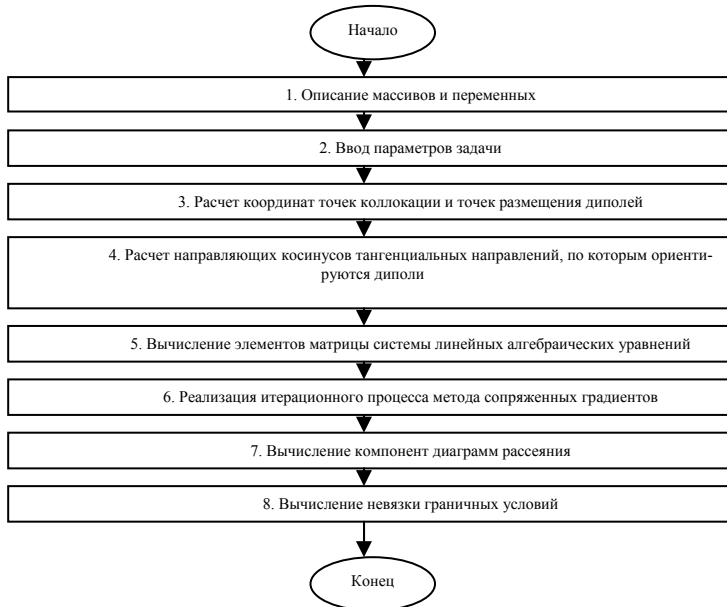 Начало
1. Описание массивов и переменных
2. Ввод параметров задачи
3. Расчет координат точек коллокации и точек размещения диполей
4. Расчет направляющих косинусов тангенциальных направлений, по которым ориенти-
руются диполи
5. Вычисление элементов матрицы системы линейных алгебраических уравнений
6. Реализация итерационного процесса метода сопряженных градиентов
7. Вычисление компонент диаграмм рассеяния
8. Вычисление невязки граничных условий
Конец